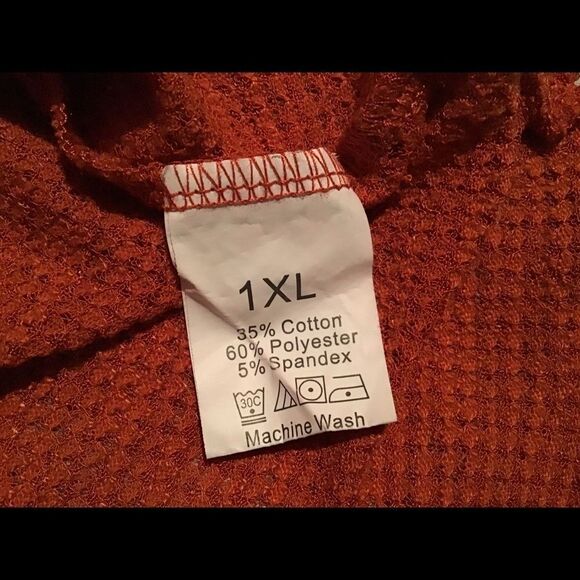 1XL
35% Cotton
60% Polyester
5% Spandex
30C
Machine Wash